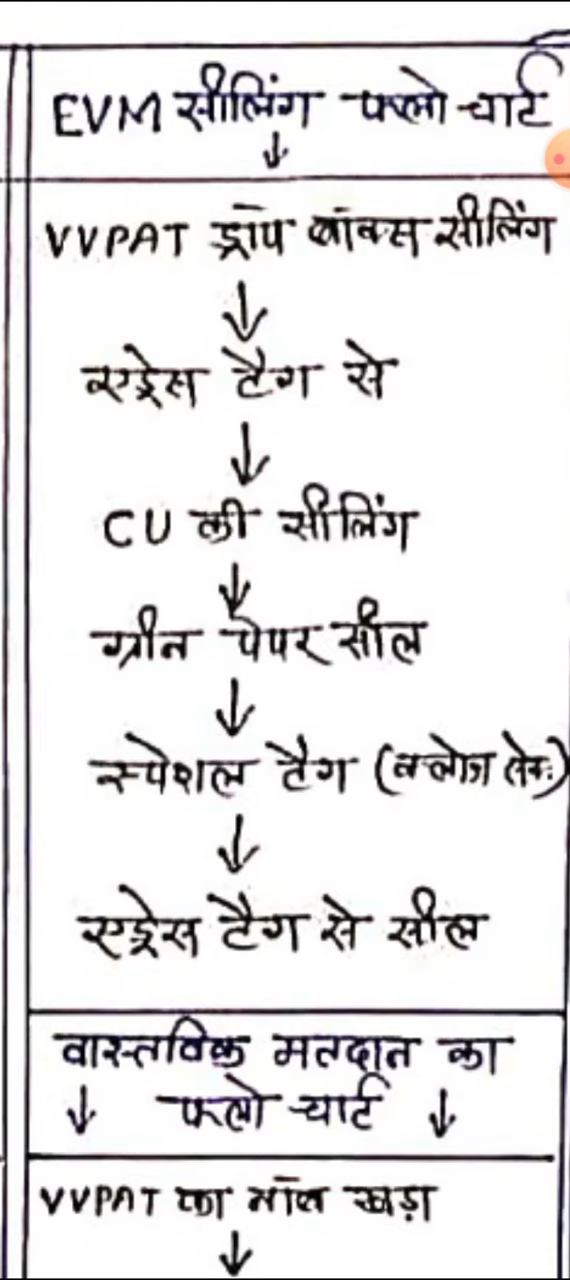 EVM सीलिंग फ्लो चार्ट
↓
VVPAT ड्रॉप बॉक्स सीलिंग
↓
एड्रेस टैग से
↓
CU की सीलिंग
↓
ग्रीन पेपर सील
↓
स्पेशल टैग (क्लोज सेक.)
↓
एड्रेस टैग से सील
वास्तविक मतदान का
↓ फ्लो चार्ट ↓
VVPAT का नॉब खड़ा
↓